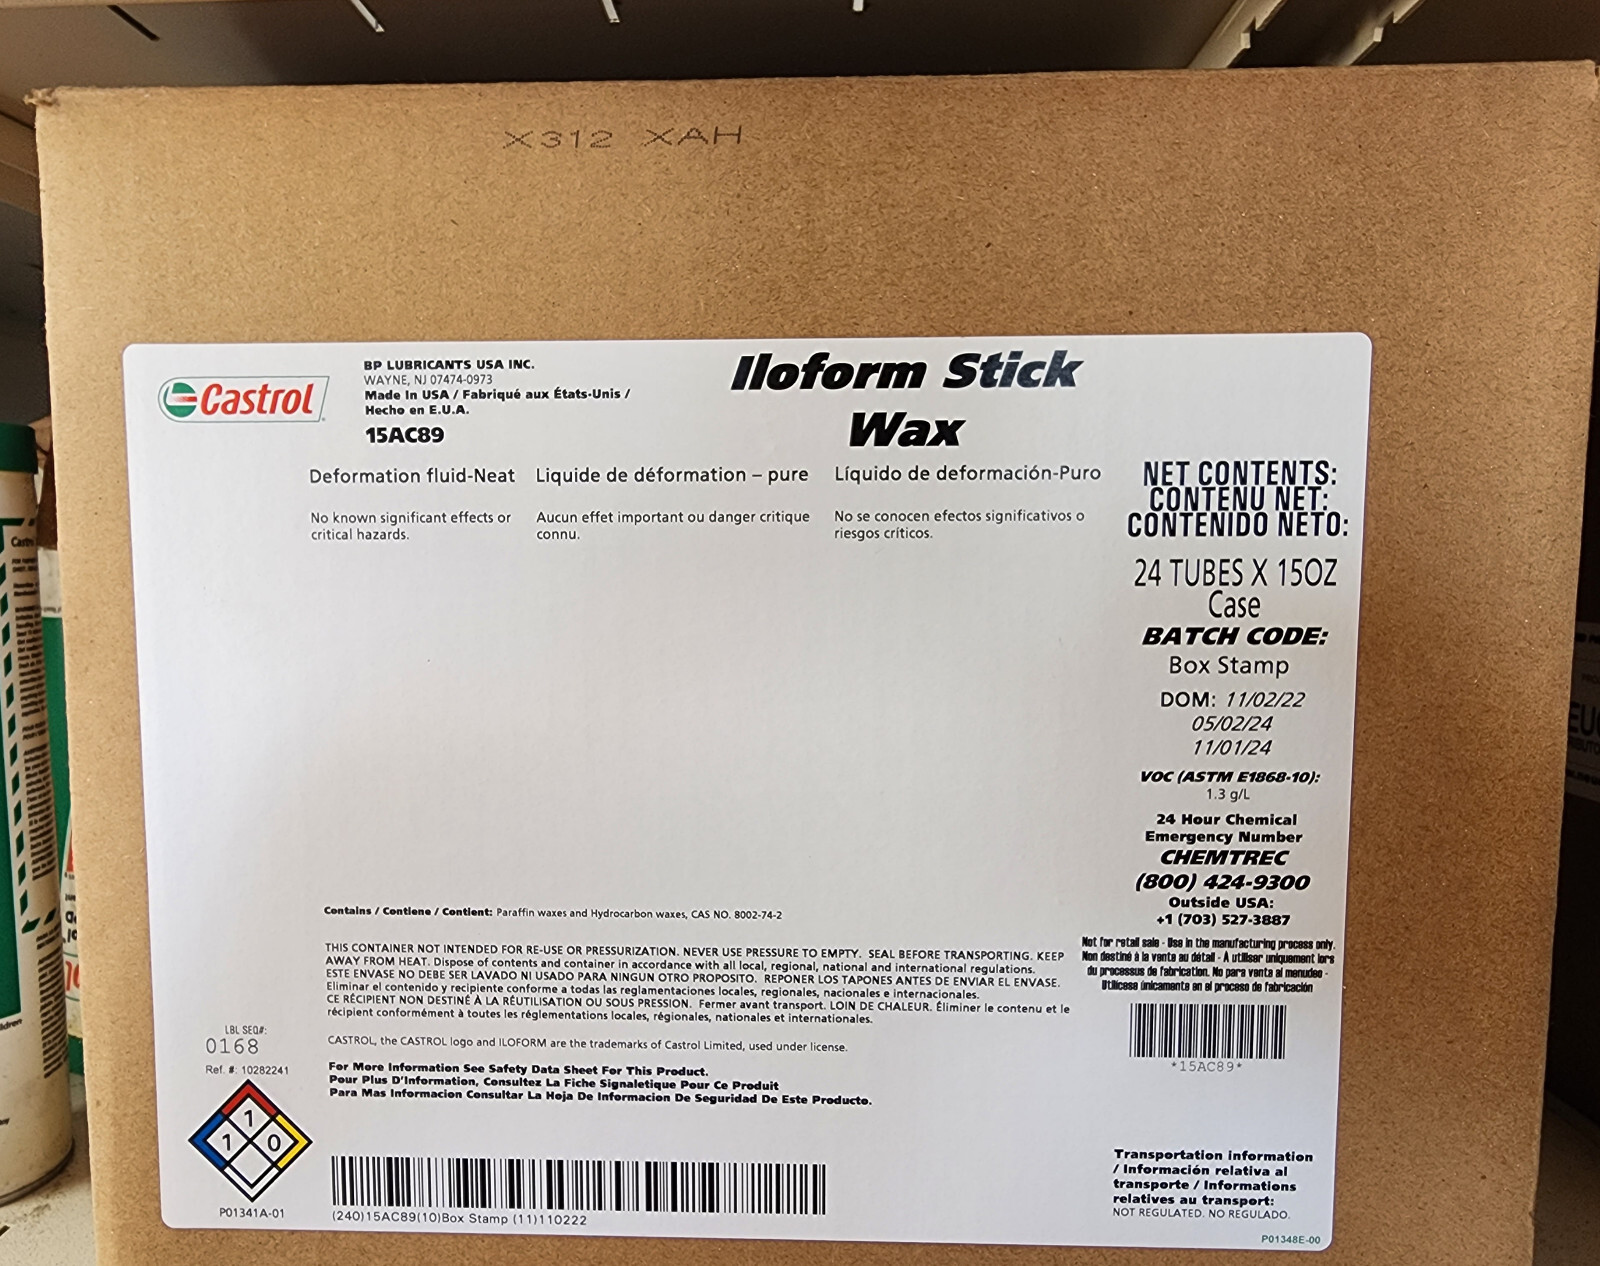 X312 XAH
Castrol
BP LUBRICANTS USA INC.
WAYNE, NJ 07474-0973
Made In USA / Fabriqué aux États-Unis /
Hecho en E.U.A.
15AC89
Iloform Stick
Wax
Deformation fluid-Neat
No known significant effects or
critical hazards.
Liquide de déformation – pure
Aucun effet important ou danger critique
connu.
Líquido de deformación-Puro
No se conocen efectos significativos o
riesgos críticos.
NET CONTENTS:
CONTENU NET:
CONTENIDO NETO:
24 TUBES X 15OZ
Case
BATCH CODE:
Box Stamp
DOM: 11/02/22
05/02/24
11/01/24
VOC (ASTM E1868-10):
1.3 g/L
24 Hour Chemical
Emergency Number
CHEMTREC
(800) 424-9300
Outside USA:
+1 (703) 527-3887
Not for retail sale - Use in the manufacturing process only.
Non destiné à la vente au détail - A utiliser uniquement lors
du processus de fabrication. No para venta al menudeo -
Utilícese únicamente en el proceso de fabricación
*15AC89*
Contains / Contiene / Contient: Paraffin waxes and Hydrocarbon waxes, CAS NO. 8002-74-2
THIS CONTAINER NOT INTENDED FOR RE-USE OR PRESSURIZATION. NEVER USE PRESSURE TO EMPTY. SEAL BEFORE TRANSPORTING. KEEP
AWAY FROM HEAT. Dispose of contents and container in accordance with all local, regional, national and international regulations.
ESTE ENVASE NO DEBE SER LAVADO NI USADO PARA NINGUN OTRO PROPOSITO. REPONER LOS TAPONES ANTES DE ENVIAR EL ENVASE.
Eliminar el contenido y recipiente conforme a todas las reglamentaciones locales, regionales, nacionales e internacionales.
CE RÉCIPIENT NON DESTINÉ À LA RÉUTILISATION OU SOUS PRESSION. Fermer avant transport. LOIN DE CHALEUR. Éliminer le contenu et le
récipient conformément à toutes les réglementations locales, régionales, nationales et internationales.
CASTROL, the CASTROL logo and ILOFORM are the trademarks of Castrol Limited, used under license.
For More Information See Safety Data Sheet For This Product.
Pour Plus D'Information, Consultez La Fiche Signaletique Pour Ce Produit
Para Mas Informacion Consultar La Hoja De Informacion De Seguridad De Este Producto.
LBL SEQ#:
0168
Ref. #: 10282241
1
1 0
P01341A-01
(240)15AC89(10)Box Stamp (11)110222
Transportation information
/ Información relativa al
transporte / Informations
relatives au transport:
NOT REGULATED. NO REGULADO.
P01348E-00